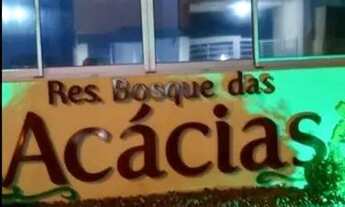 Res. Bosque das
Acácias